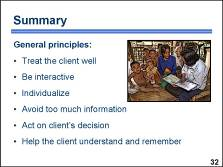 Summary
General principles:
• Treat the client well
• Be interactive
• Individualize
• Avoid too much information
• Act on client's decision
• Help the client understand and remember
32